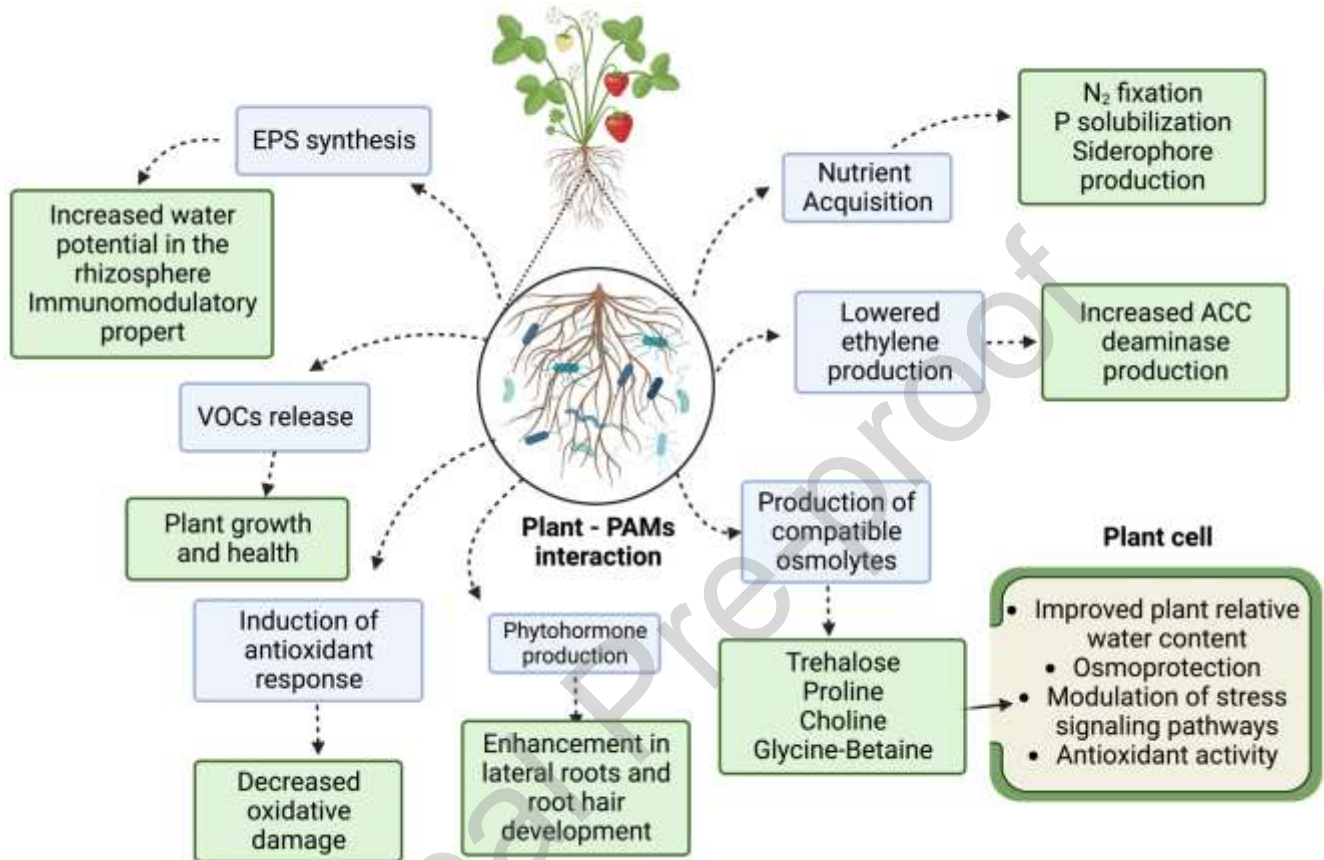 EPS synthesis
Increased water
potential in the
rhizosphere
Immunomodulatory
propert
VOCs release
Plant growth
and health
Induction of
antioxidant
response
Decreased
oxidative
damage
Plant - PAMs
interaction
Phytohormone
production
Enhancement in
lateral roots and
root hair
development
Nutrient
Acquisition
N₂ fixation
P solubilization
Siderophore
production
Lowered
ethylene
production
Increased ACC
deaminase
production
Production of
compatible
osmolytes
Trehalose
Proline
Choline
Glycine-Betaine
Plant cell
• Improved plant relative
water content
• Osmoprotection
• Modulation of stress
signaling pathways
• Antioxidant activity
al Pre-proof